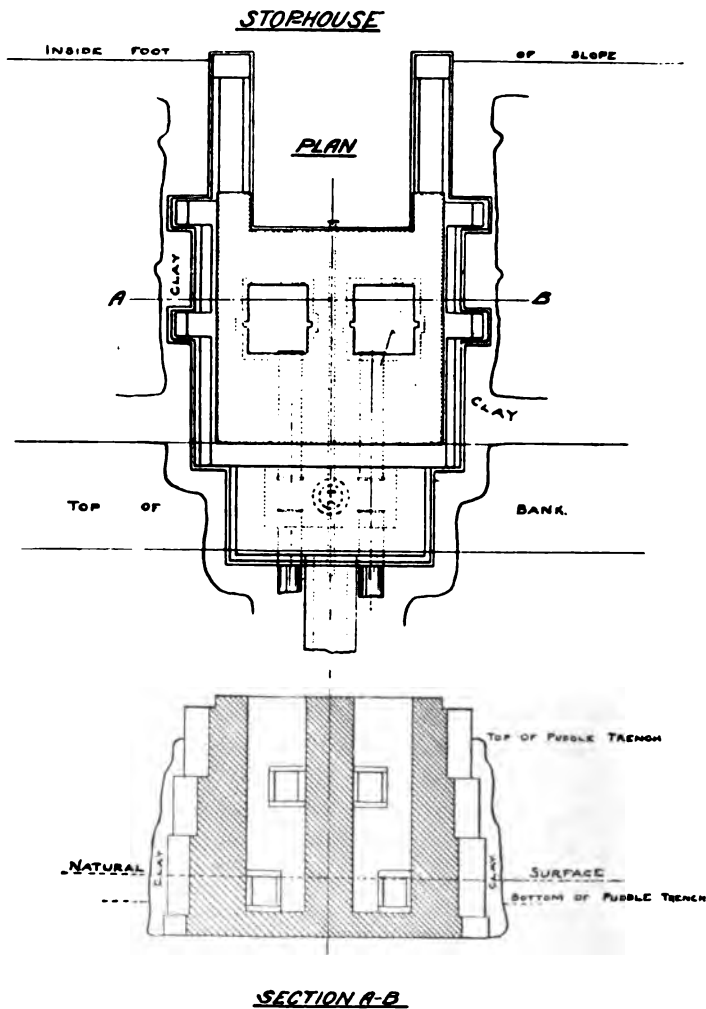 STOPHOUSE
INSIDE FOOT OF SLOPE
PLAN
CLAY
A B
CLAY
TOP OF BANK.
TOP OF PUDDLE TRENCH
NATURAL SURFACE
CLAY CLAY
BOTTOM OF PUDDLE TRENCH
SECTION A-B